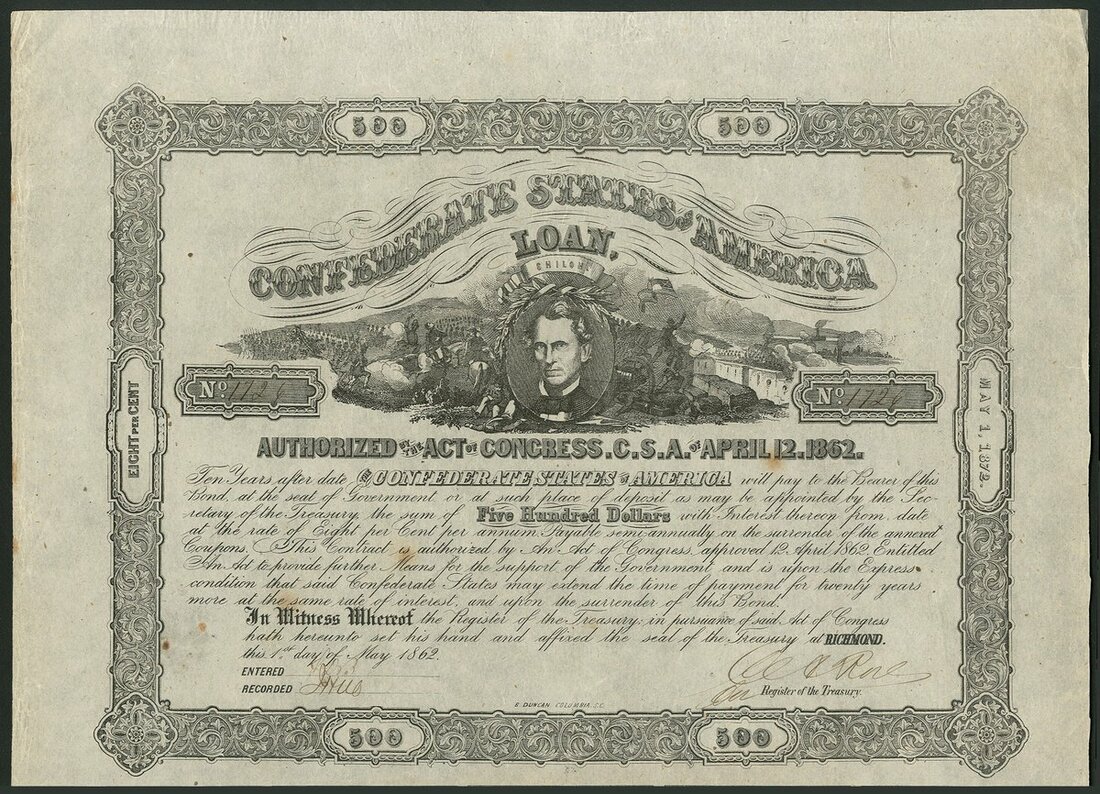 500 500
CONFEDERATE STATES OF AMERICA
LOAN,
SHILOH
No. No.
EIGHT PER CENT
MAY 1, 1872.
AUTHORIZED BY THE ACT OF CONGRESS. C. S. A. OF APRIL 12. 1862.
Ten Years after date the CONFEDERATE STATES OF AMERICA will pay to the Bearer of this
Bond, at the seat of Government or at such place of deposit as may be appointed by the Sec-
retary of the Treasury, the sum of Five Hundred Dollars with Interest thereon from date
at the rate of Eight per Cent per annum Payable semi-annually on the surrender of the annexed
Coupons. This Contract is authorized by An Act of Congress, approved 12 April 1862, Entitled
An Act to provide further Means for the support of the Government, and is upon the Express
condition that said Confederate States may extend the time of payment for twenty years
more at the same rate of interest, and upon the surrender of this Bond.
In Witness Whereof the Register of the Treasury, in pursuance of said Act of Congress
hath hereunto set his hand and affixed the seal of the Treasury at RICHMOND.
this 1st day of May 1862.
ENTERED
RECORDED
Register of the Treasury.
S. DUNCAN COLUMBIA, S.C.
500 500